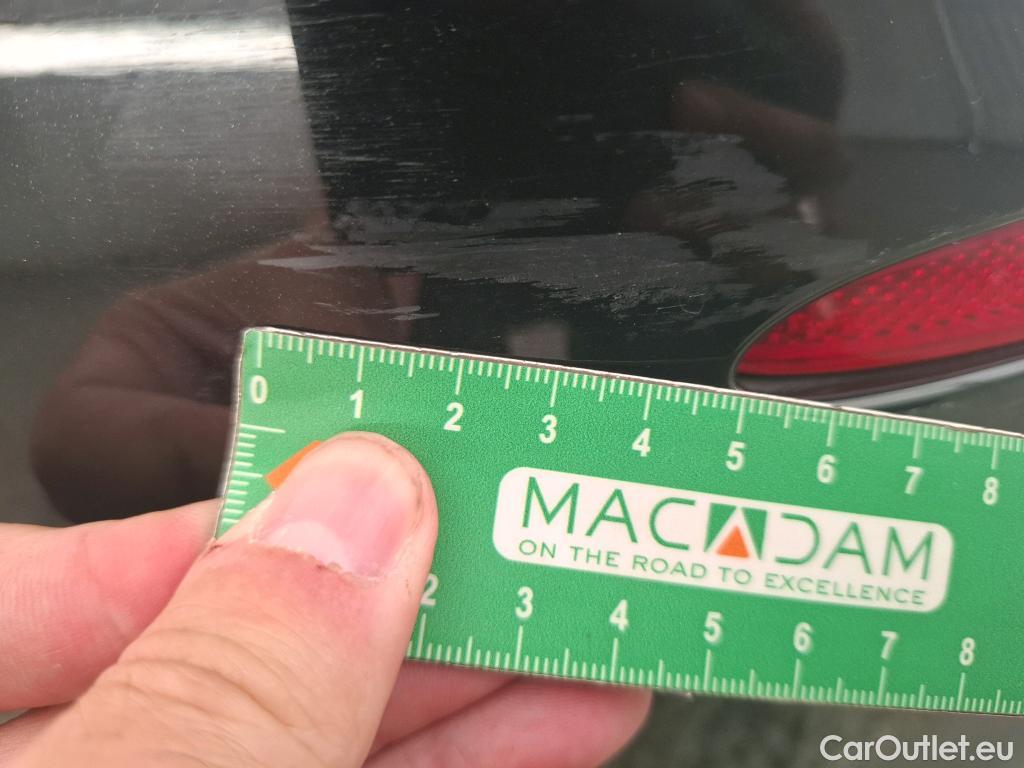 0 1 2 3 4 5 6 7 8
MACADAM
ON THE ROAD TO EXCELLENCE
2 3 4 5 6 7 8
CarOutlet.eu